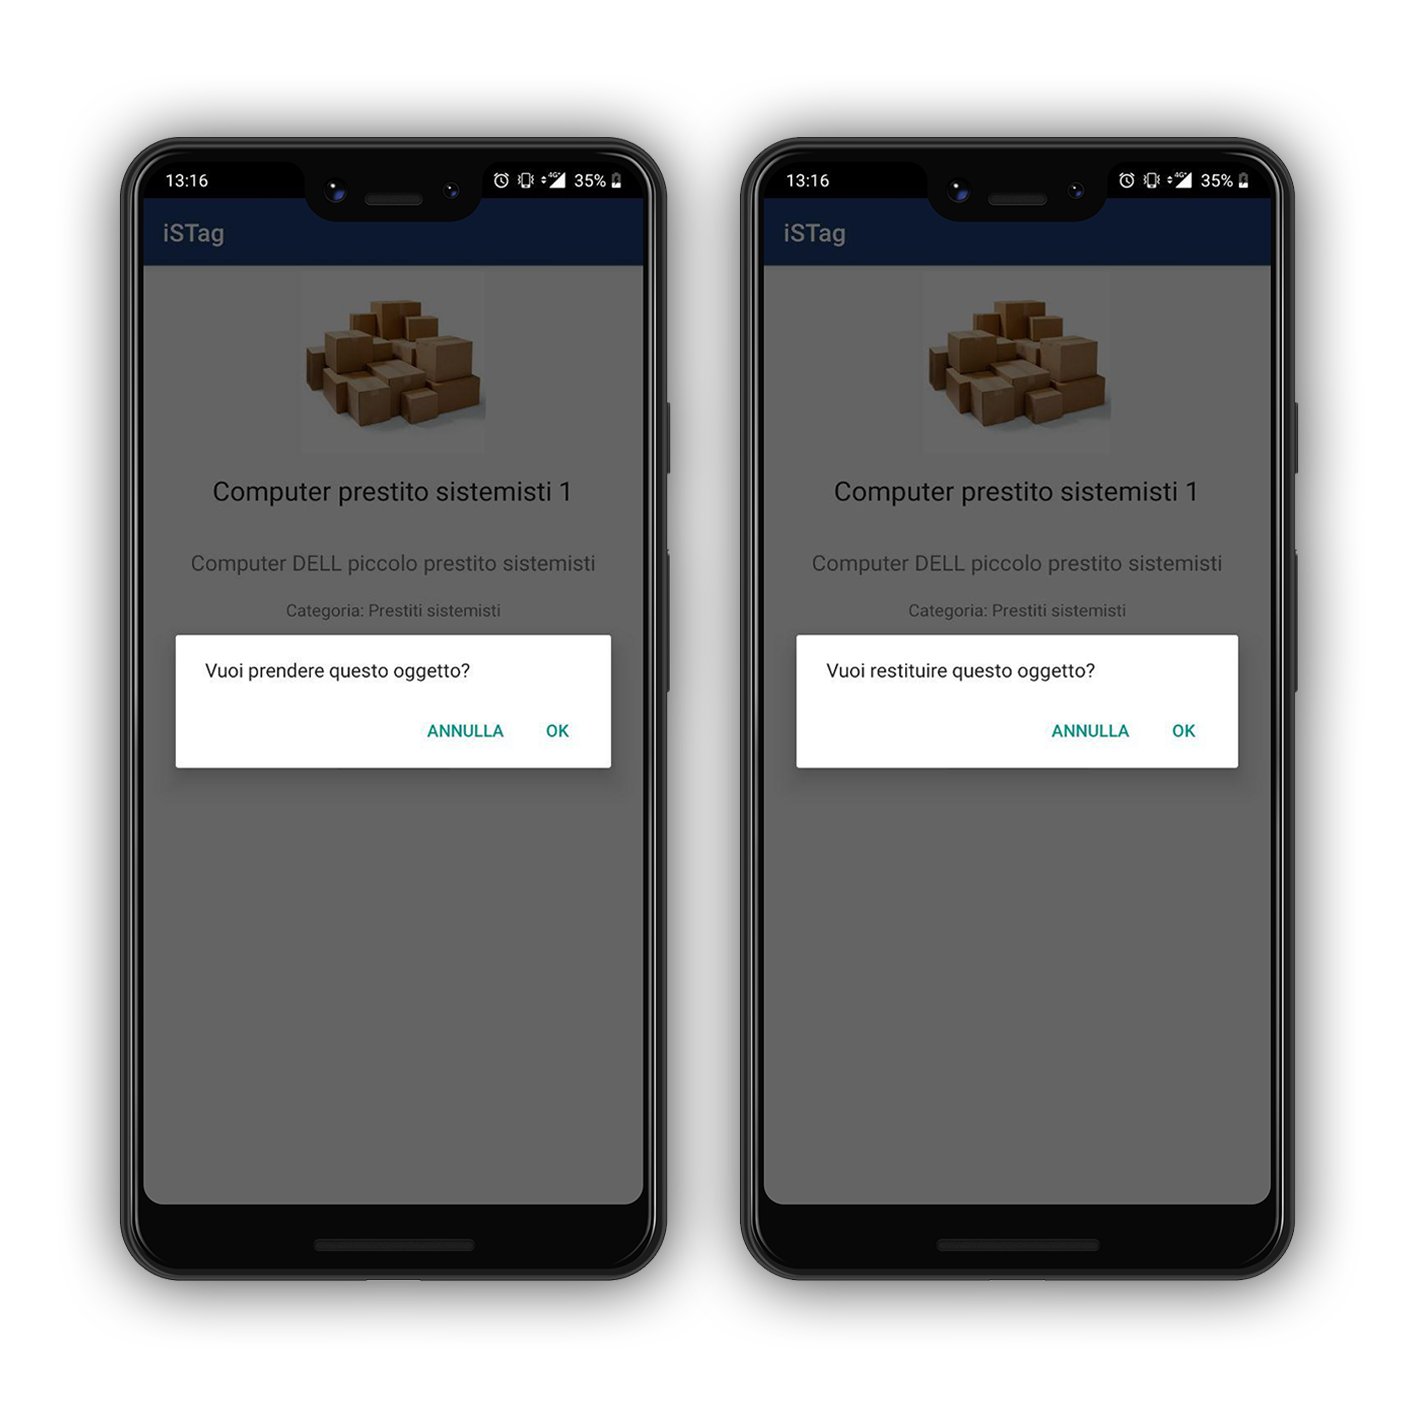 13:16
4G+
35%
iSTag
Computer prestito sistemisti 1
Computer DELL piccolo prestito sistemisti
Categoria: Prestiti sistemisti
Vuoi prendere questo oggetto?
ANNULLA OK
13:16
4G+
35%
iSTag
Computer prestito sistemisti 1
Computer DELL piccolo prestito sistemisti
Categoria: Prestiti sistemisti
Vuoi restituire questo oggetto?
ANNULLA OK